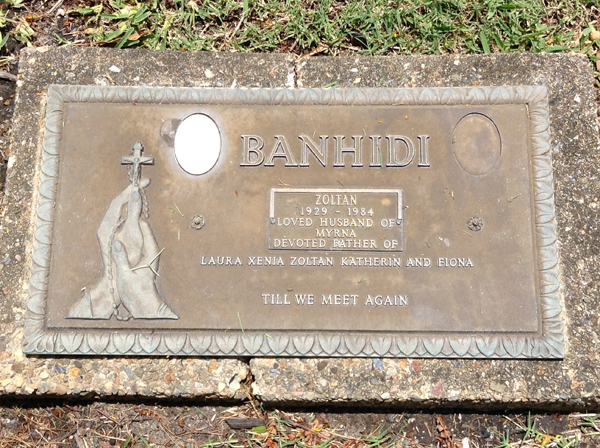 BANHIDI
ZOLTAN
1929 - 1984
LOVED HUSBAND OF
MYRNA
DEVOTED FATHER OF
LAURA XENIA ZOLTAN KATHERIN AND FIONA
TILL WE MEET AGAIN